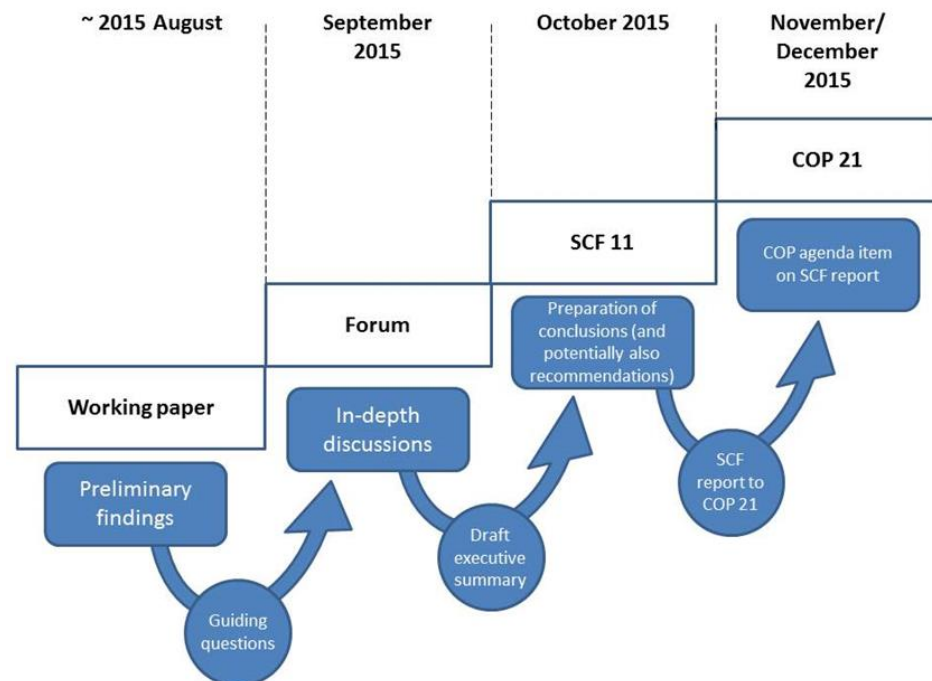 ~ 2015 August
September
2015
October 2015
November/
December
2015
COP 21
SCF 11
Forum
Working paper
COP agenda item
on SCF report
Preparation of
conclusions (and
potentially also
recommendations)
In-depth
discussions
Preliminary
findings
SCF
report to
COP 21
Draft
executive
summary
Guiding
questions